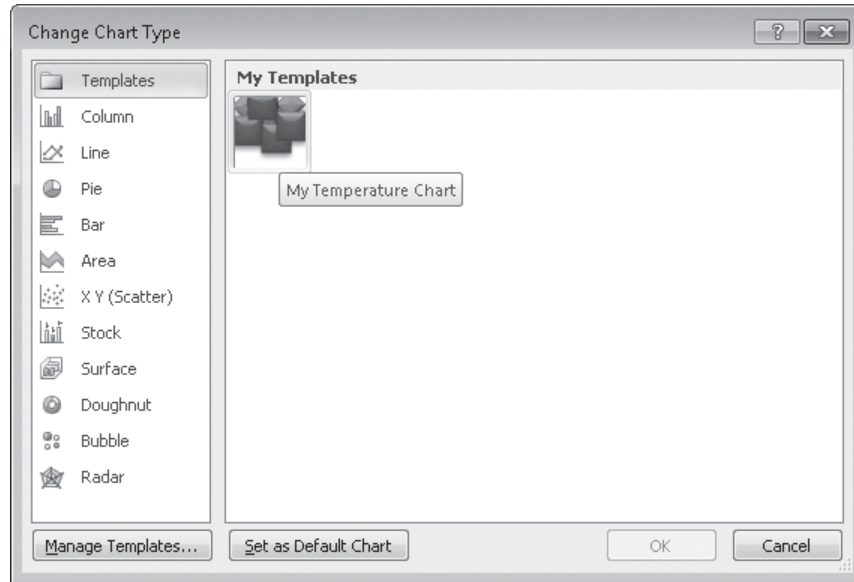 Change Chart Type
?
Templates
Column
Line
Pie
Bar
Area
X Y (Scatter)
Stock
Surface
Doughnut
Bubble
Radar
My Templates
My Temperature Chart
Manage Templates...
Set as Default Chart
OK
Cancel